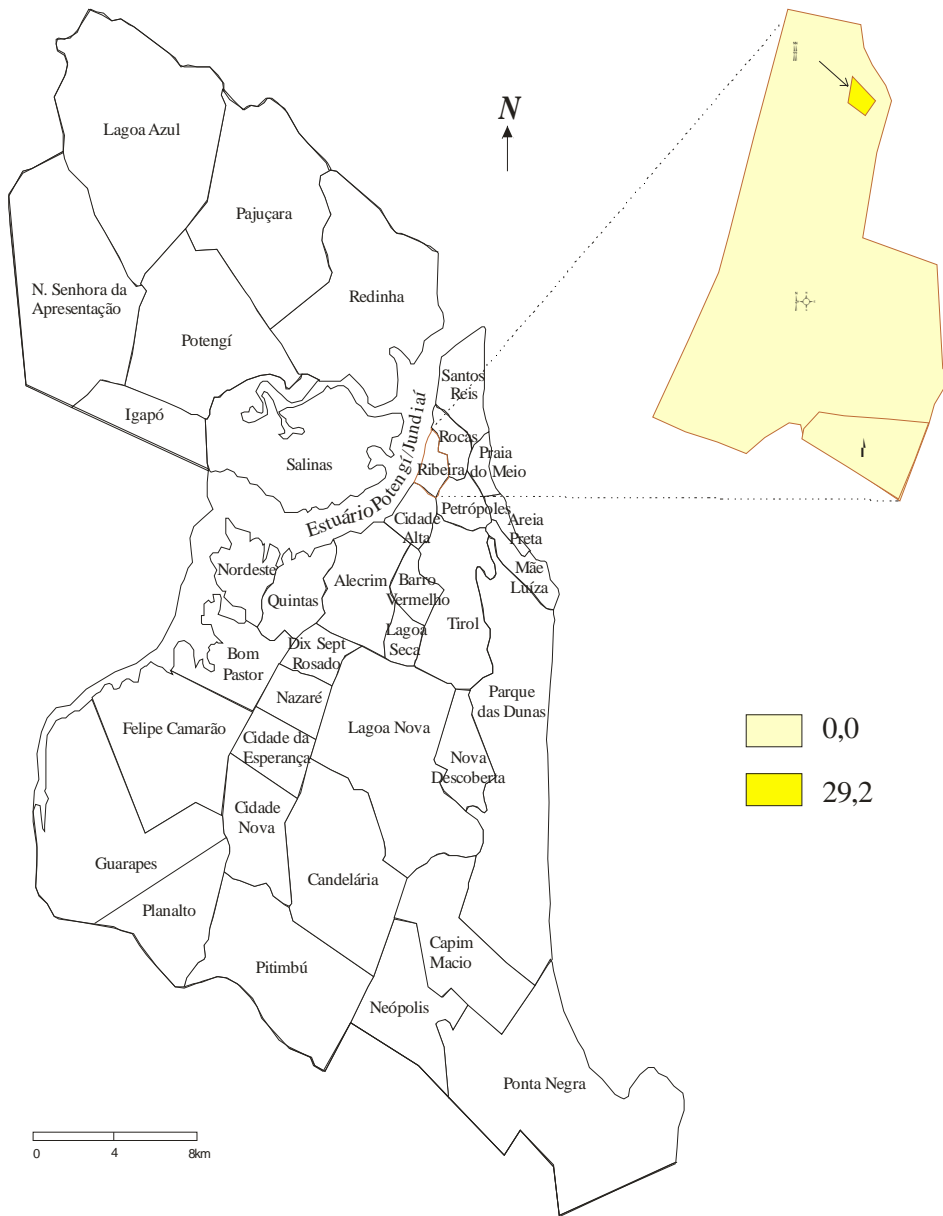 Lagoa Azul
N
Pajuçara
N. Senhora da
Apresentação
Redinha
Potengí
Santos
Reis
Igapó
Estuário Potengí/Jundiaí
Rocas
Salinas
Ribeira
Praia
do Meio
Petrópoles
Cidade
Alta
Areia
Preta
Mãe
Luíza
Nordeste
Quintas
Alecrim
Barro
Vermelho
Tirol
Lagoa
Seca
Dix Sept
Rosado
Bom
Pastor
Nazaré
Parque
das Dunas
Felipe Camarão
Lagoa Nova
Cidade da
Esperança
Nova
Descoberta
0,0
29,2
Cidade
Nova
Guarapes
Candelária
Planalto
Capim
Macio
Pitimbú
Neópolis
Ponta Negra
0 4 8km